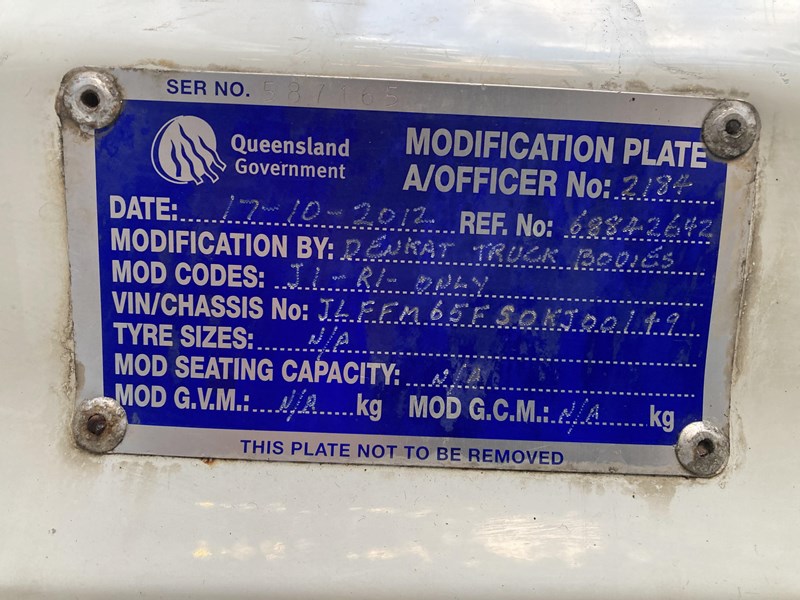 SER NO. 587165
Queensland Government
MODIFICATION PLATE
A/OFFICER No: 2184
DATE: 17-10-2012 REF. No: 68842642
MODIFICATION BY: DENKAT TRUCK BODIES
MOD CODES: J1-R1- ONLY
VIN/CHASSIS No: JLFFM65FS0KJ00149
TYRE SIZES: N/A
MOD SEATING CAPACITY: N/A
MOD G.V.M.: N/A kg MOD G.C.M.: N/A kg
THIS PLATE NOT TO BE REMOVED